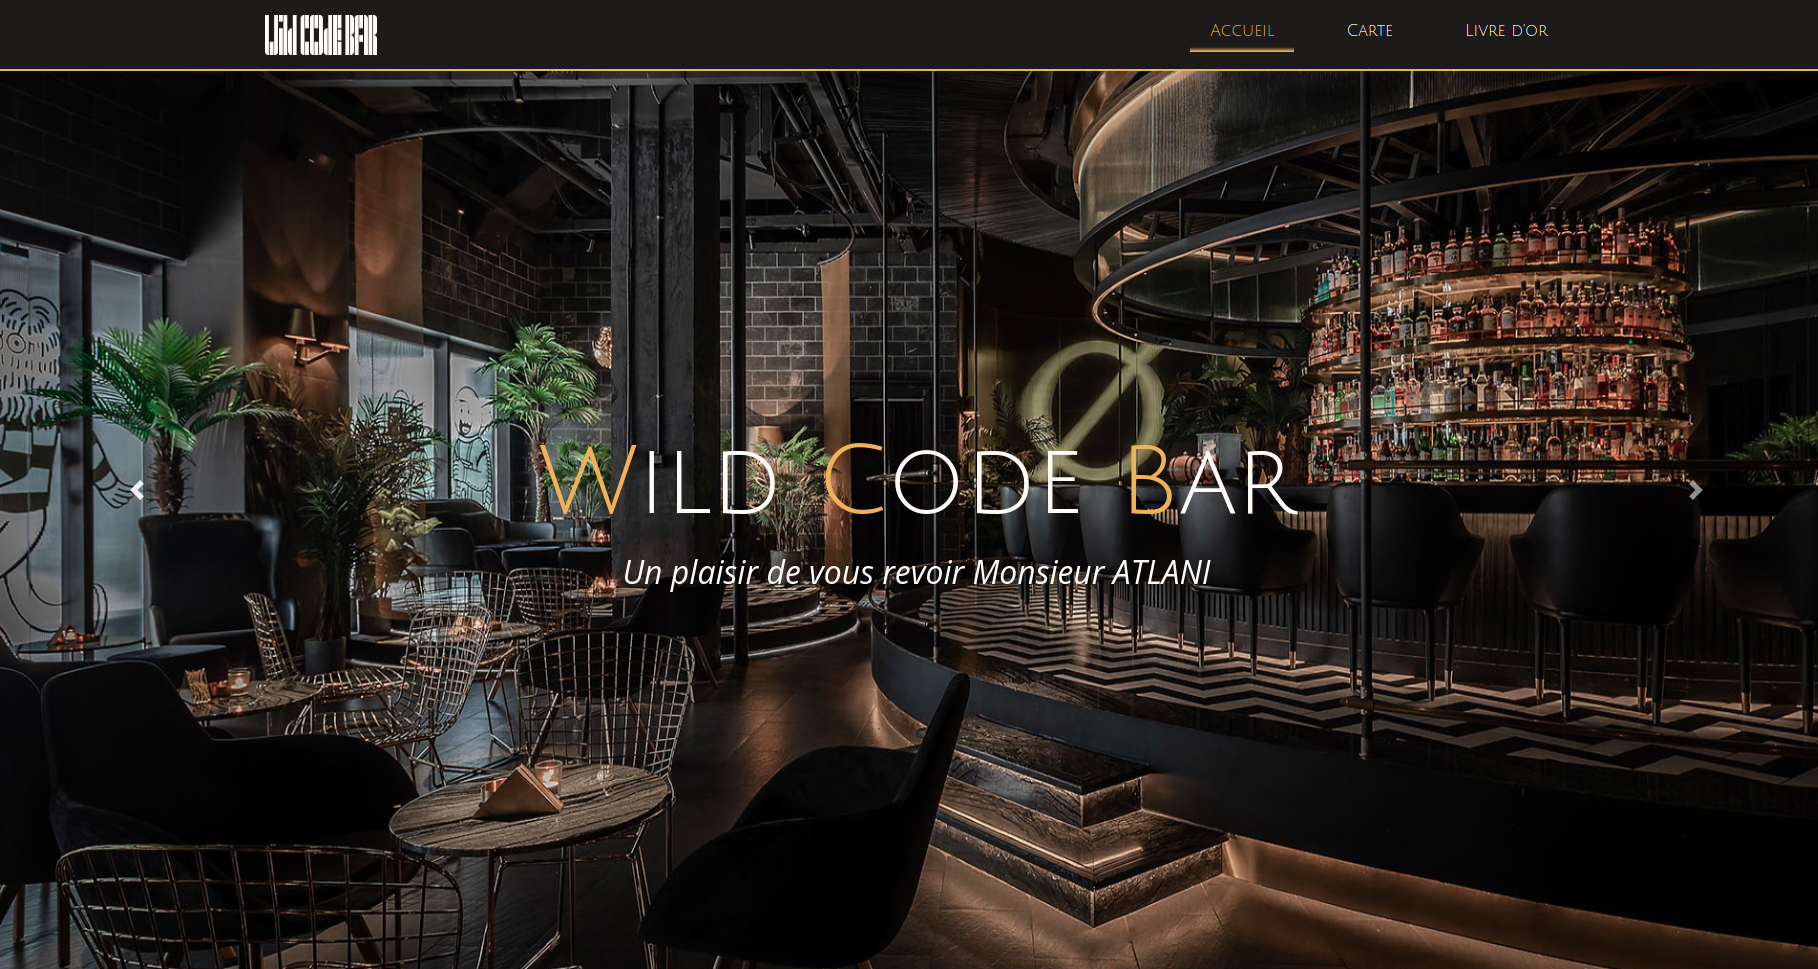 WILD CODE BAR
Accueil
Carte
Livre d'or
Wild Code Bar
Un plaisir de vous revoir Monsieur ATLANI